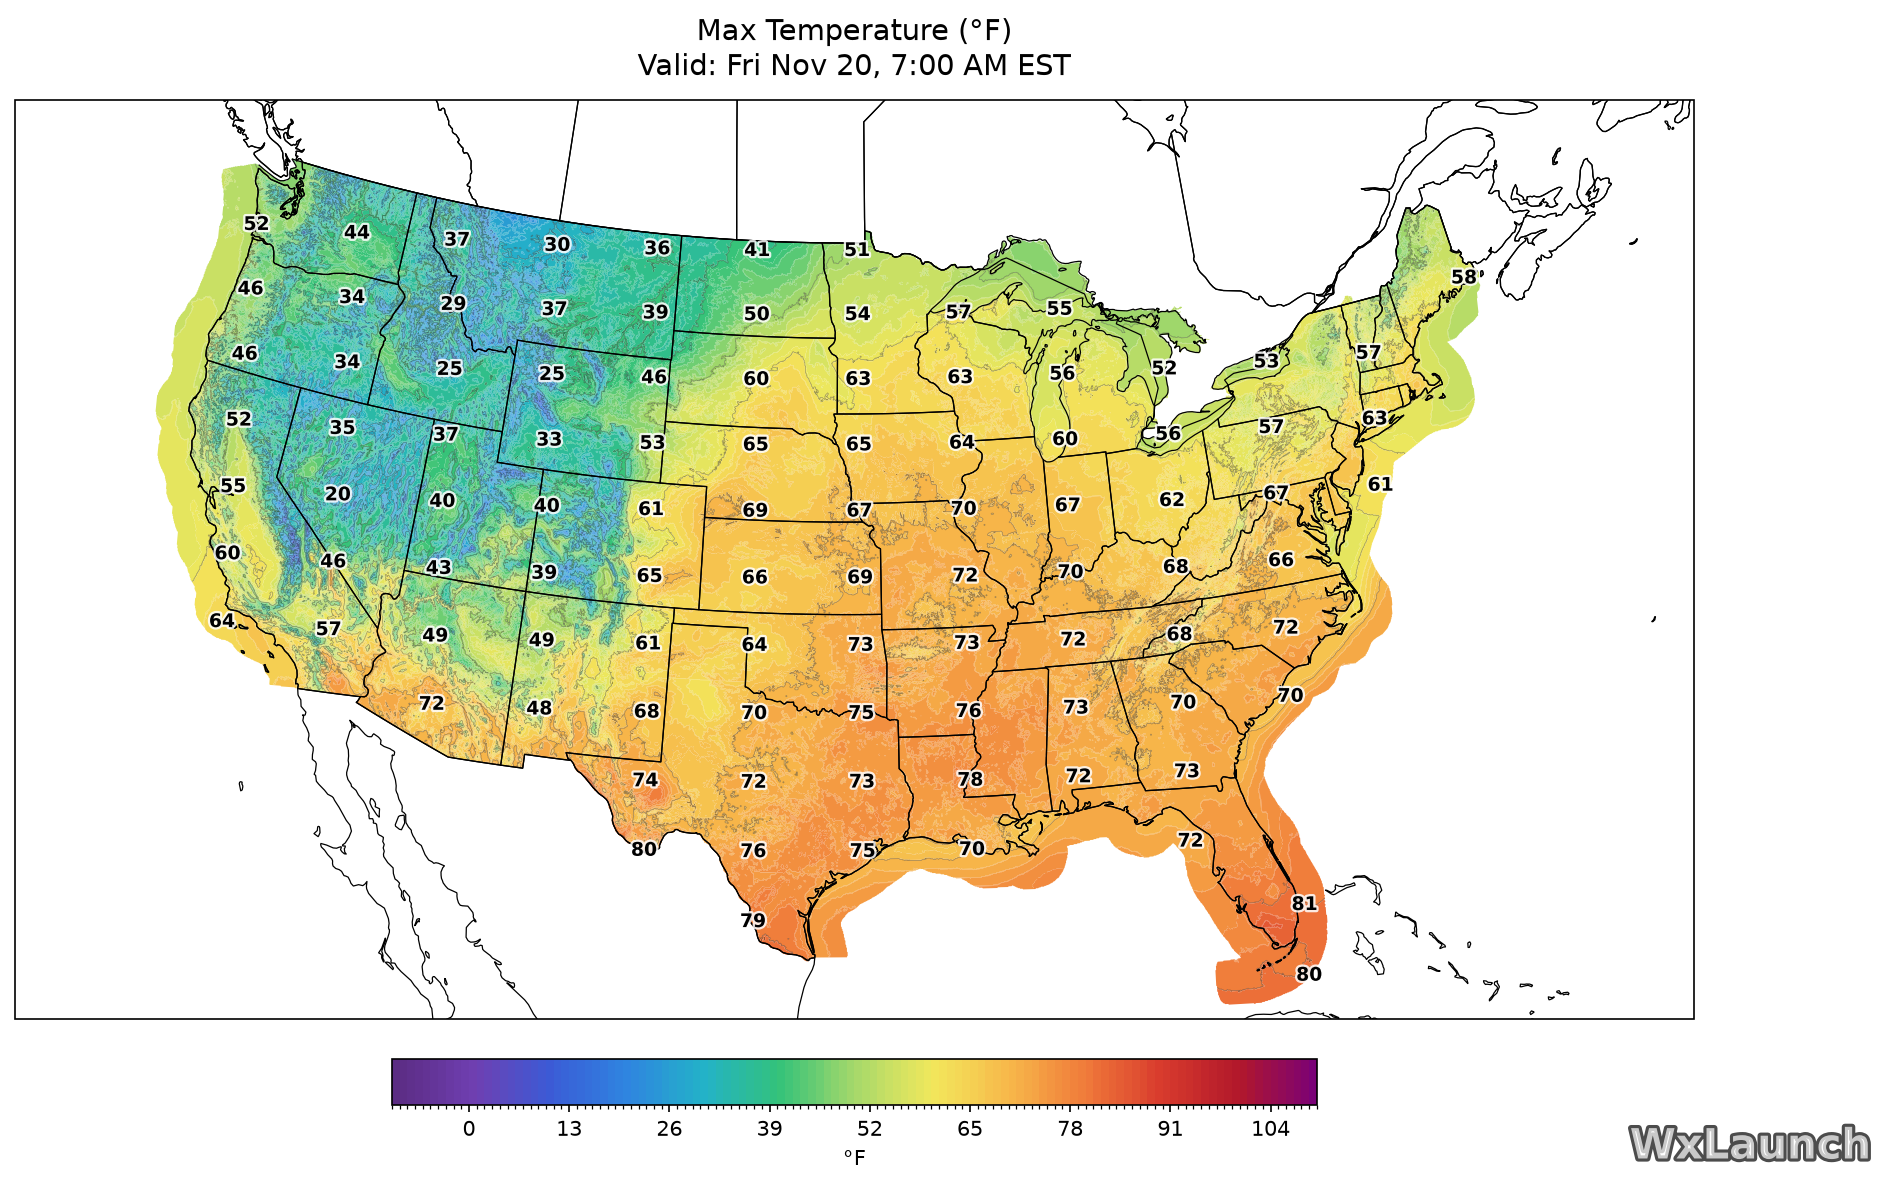 Max Temperature (°F)
Valid: Fri Nov 20, 7:00 AM EST
52 44 37 30 36 41 51
46 34 29 37 39 50 54 57 55 58
46 34 25 25 46 60 63 63 56 52 53 57
52 35 37 33 53 65 65 64 60 56 57 63
55 20 40 40 61 69 67 70 67 62 67 61
60 46 43 39 65 66 69 72 70 68 66
64 57 49 49 61 64 73 73 72 68 72
72 48 68 70 75 76 73 70 70
74 72 73 78 72 73
80 76 75 70 72
79 81
80
0 13 26 39 52 65 78 91 104
°F
WxLaunch